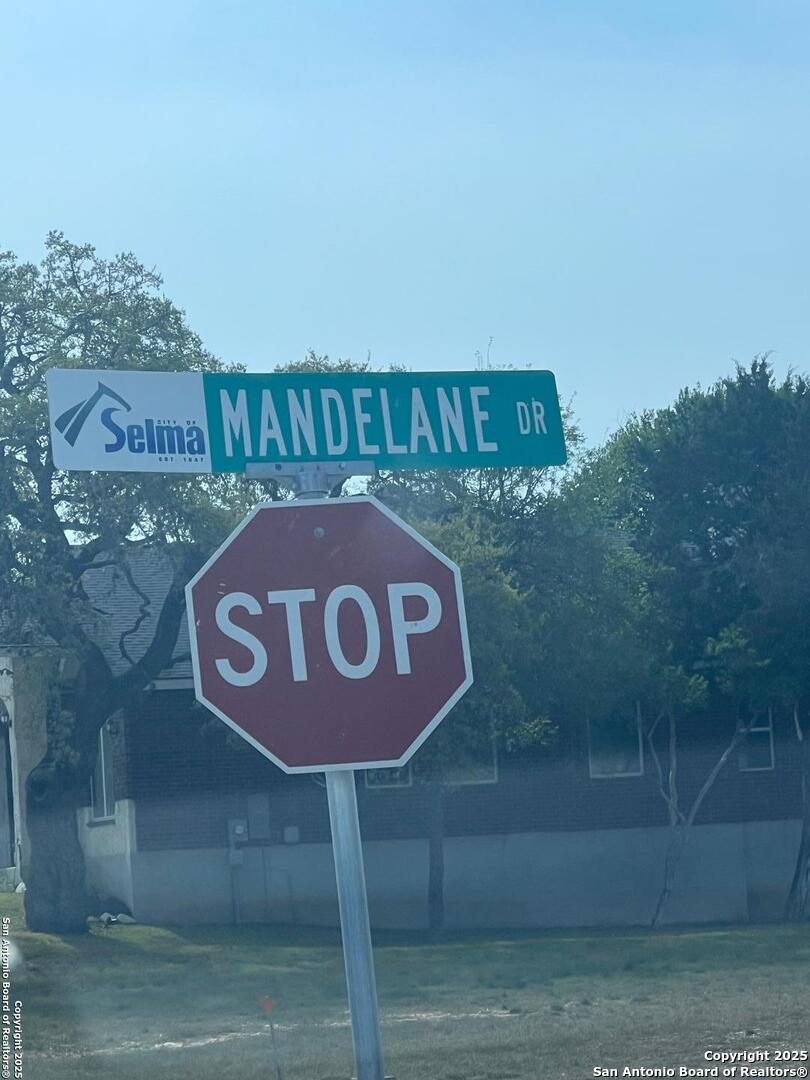 CITY OF
Selma
EST. 1847
MANDELANE DR
STOP
Copyright 2025
San Antonio Board of Realtors®
Copyright 2025
San Antonio Board of Realtors®